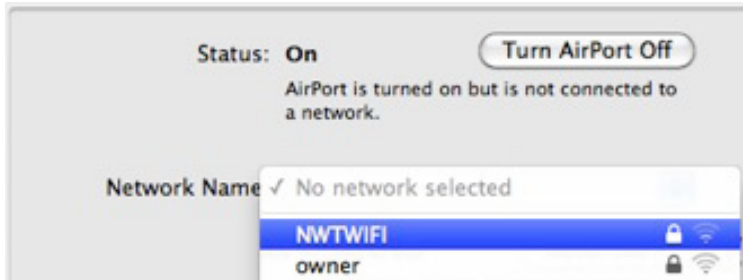 Status: On Turn AirPort Off
AirPort is turned on but is not connected to
a network.
Network Name ✓ No network selected
NWTWIFI
owner